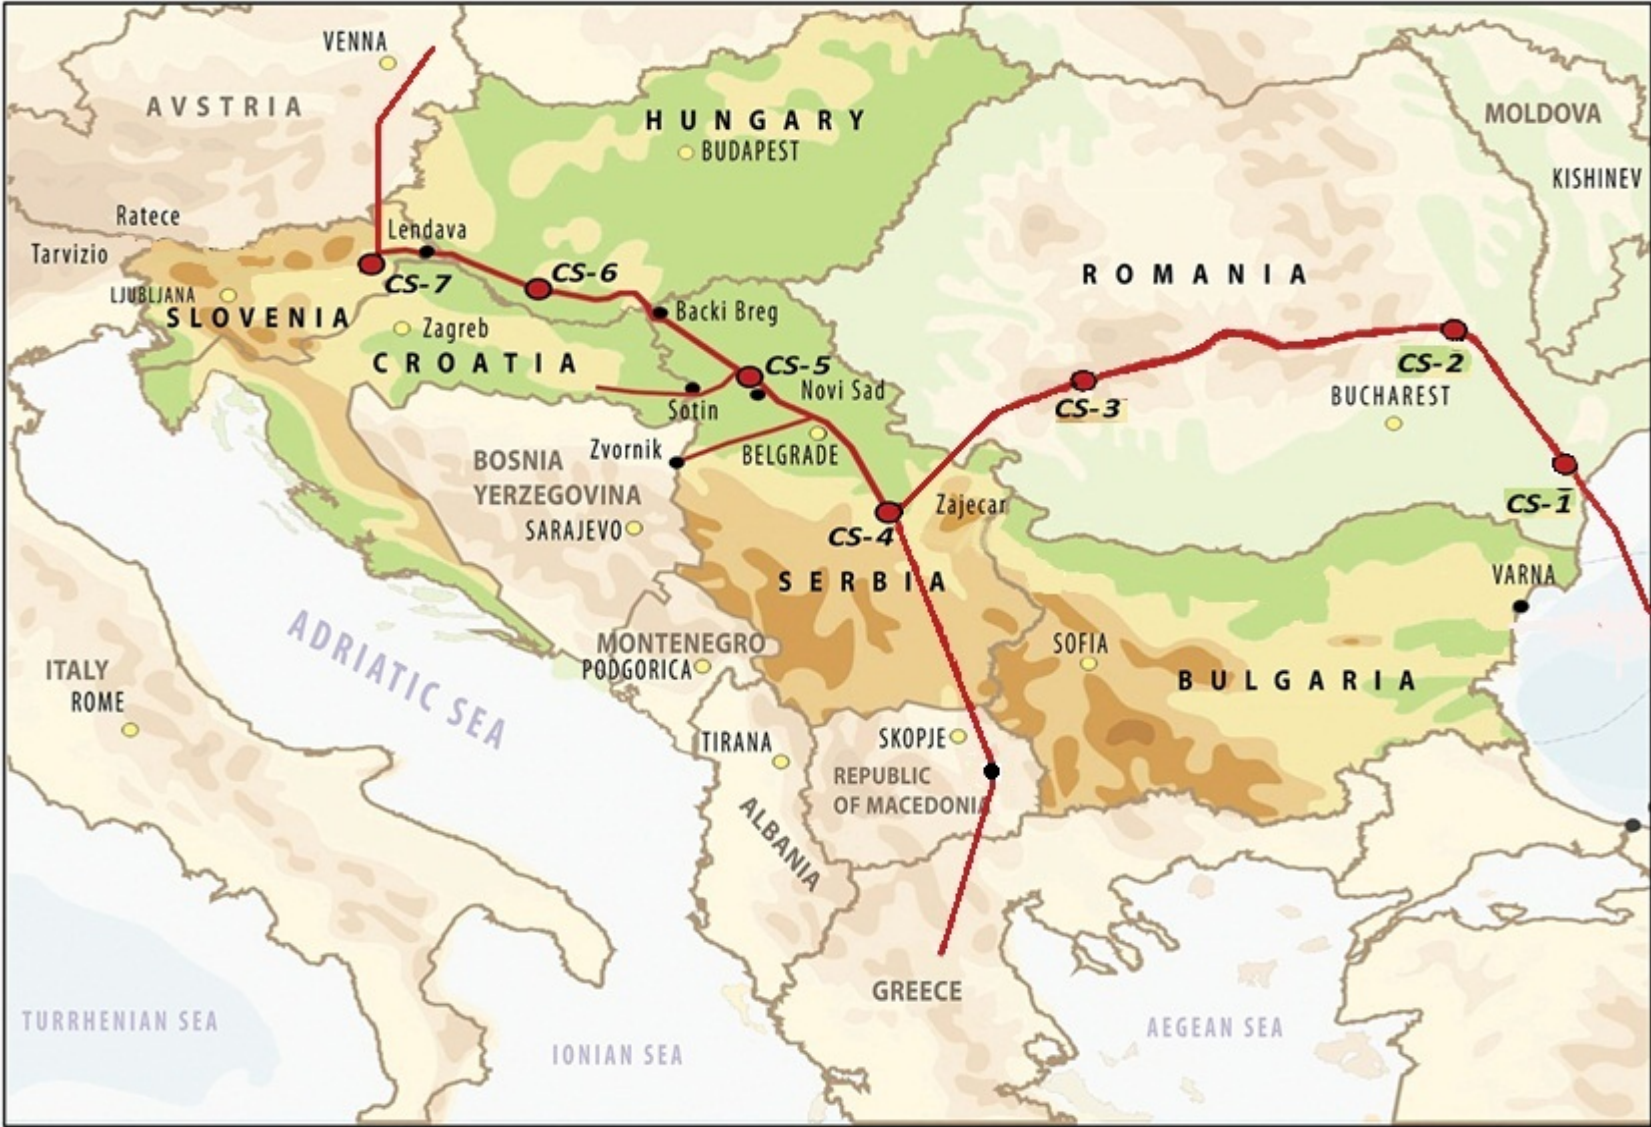 VENNA
AVSTRIA
HUNGARY
BUDAPEST
MOLDOVA
KISHINEV
Ratece
Tarvizio
Lendava
CS-7
CS-6
LJUBLJANA
SLOVENIA
Zagreb
CROATIA
Backi Breg
ROMANIA
CS-5
Novi Sad
Sotin
CS-3
CS-2
BUCHAREST
Zvornik
BELGRADE
BOSNIA
YERZEGOVINA
SARAJEVO
Zajecar
CS-4
CS-1
SERBIA
VARNA
ADRIATIC SEA
MONTENEGRO
PODGORICA
SOFIA
BULGARIA
ITALY
ROME
TIRANA
SKOPJE
REPUBLIC
OF MACEDONIA
ALBANIA
GREECE
TURRHENIAN SEA
IONIAN SEA
AEGEAN SEA